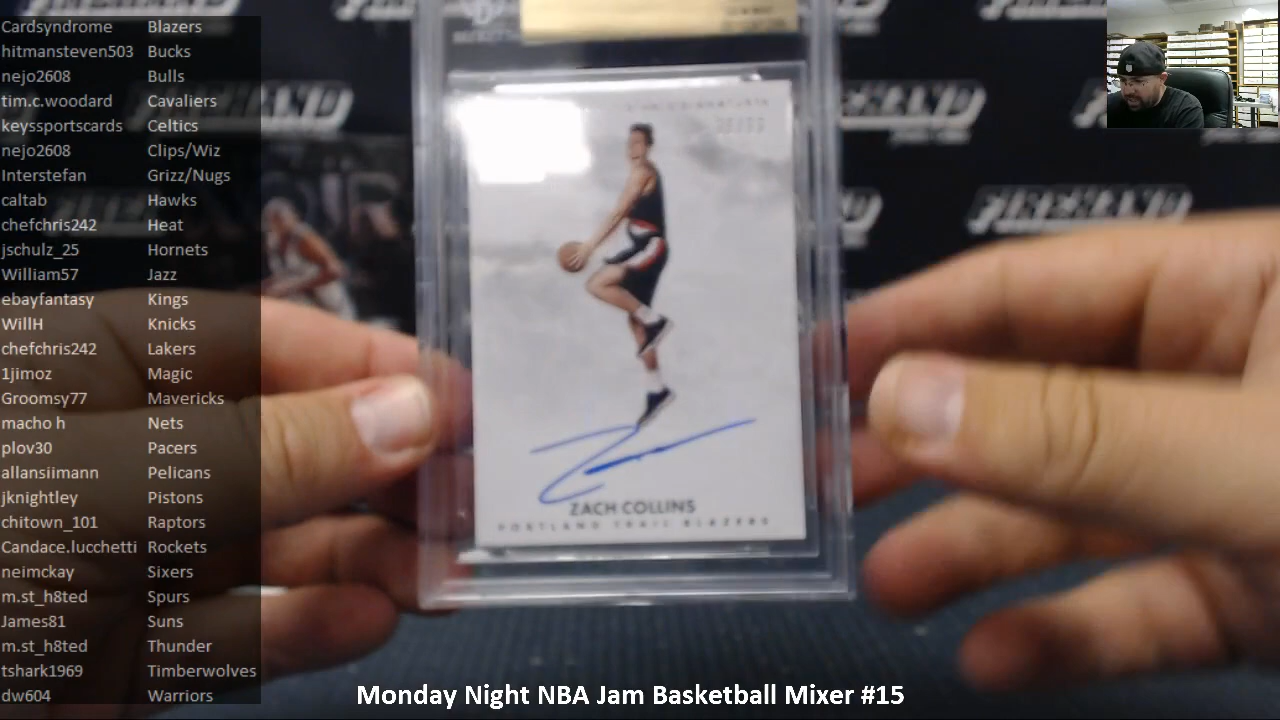 Cardsyndrome Blazers
hitmansteven503 Bucks
nejo2608 Bulls
tim.c.woodard Cavaliers
keyssportscards Celtics
nejo2608 Clips/Wiz
Interstefan Grizz/Nugs
caltab Hawks
chefchris242 Heat
jschulz_25 Hornets
William57 Jazz
ebayfantasy Kings
WillH Knicks
chefchris242 Lakers
1jimoz Magic
Groomsy77 Mavericks
macho h Nets
plov30 Pacers
allansiimann Pelicans
jknightley Pistons
chitown_101 Raptors
Candace.lucchetti Rockets
neimckay Sixers
m.st_h8ted Spurs
James81 Suns
m.st_h8ted Thunder
tshark1969 Timberwolves
dw604 Warriors
FIREHAND
FIREHAND
FIREHAND
ZACH COLLINS
PORTLAND TRAIL BLAZERS
Monday Night NBA Jam Basketball Mixer #15